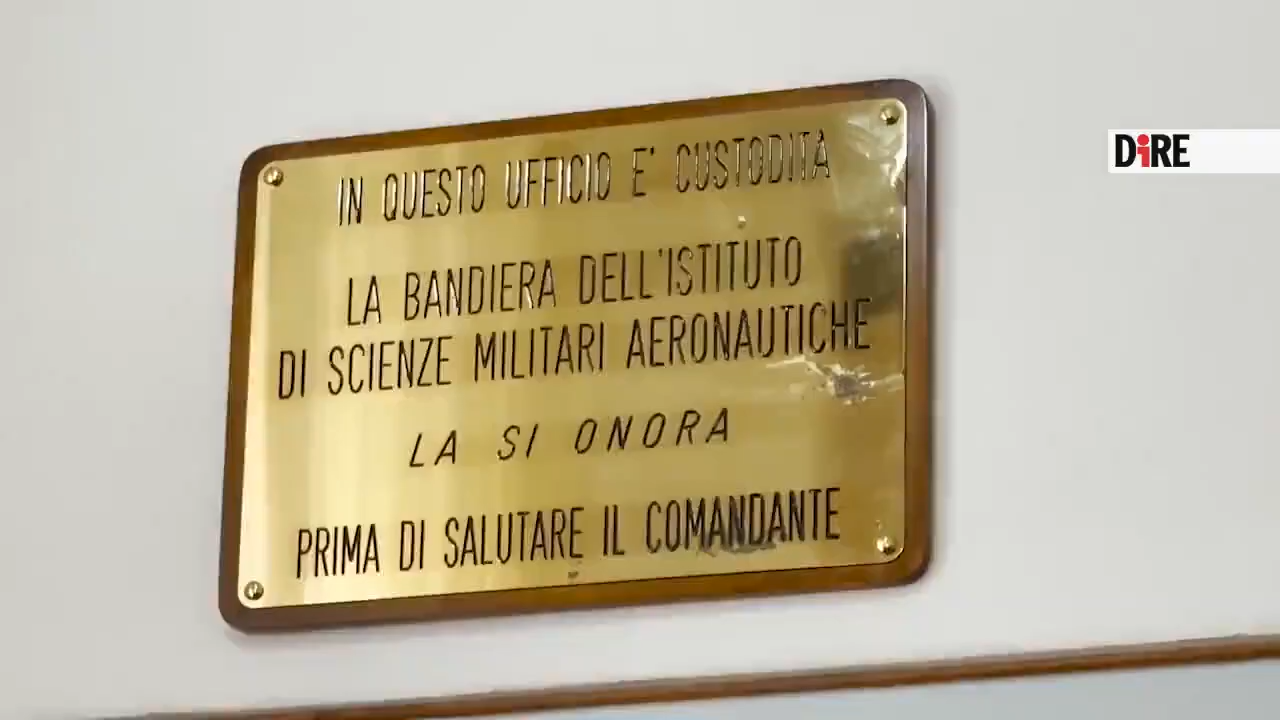 IN QUESTO UFFICIO E' CUSTODITA
LA BANDIERA DELL'ISTITUTO
DI SCIENZE MILITARI AERONAUTICHE
LA SI ONORA
PRIMA DI SALUTARE IL COMANDANTE
DiRE